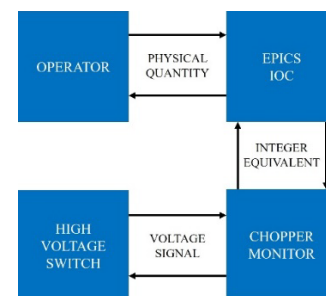 OPERATOR
PHYSICAL
QUANTITY
EPICS
IOC
INTEGER
EQUIVALENT
HIGH
VOLTAGE
SWITCH
VOLTAGE
SIGNAL
CHOPPER
MONITOR